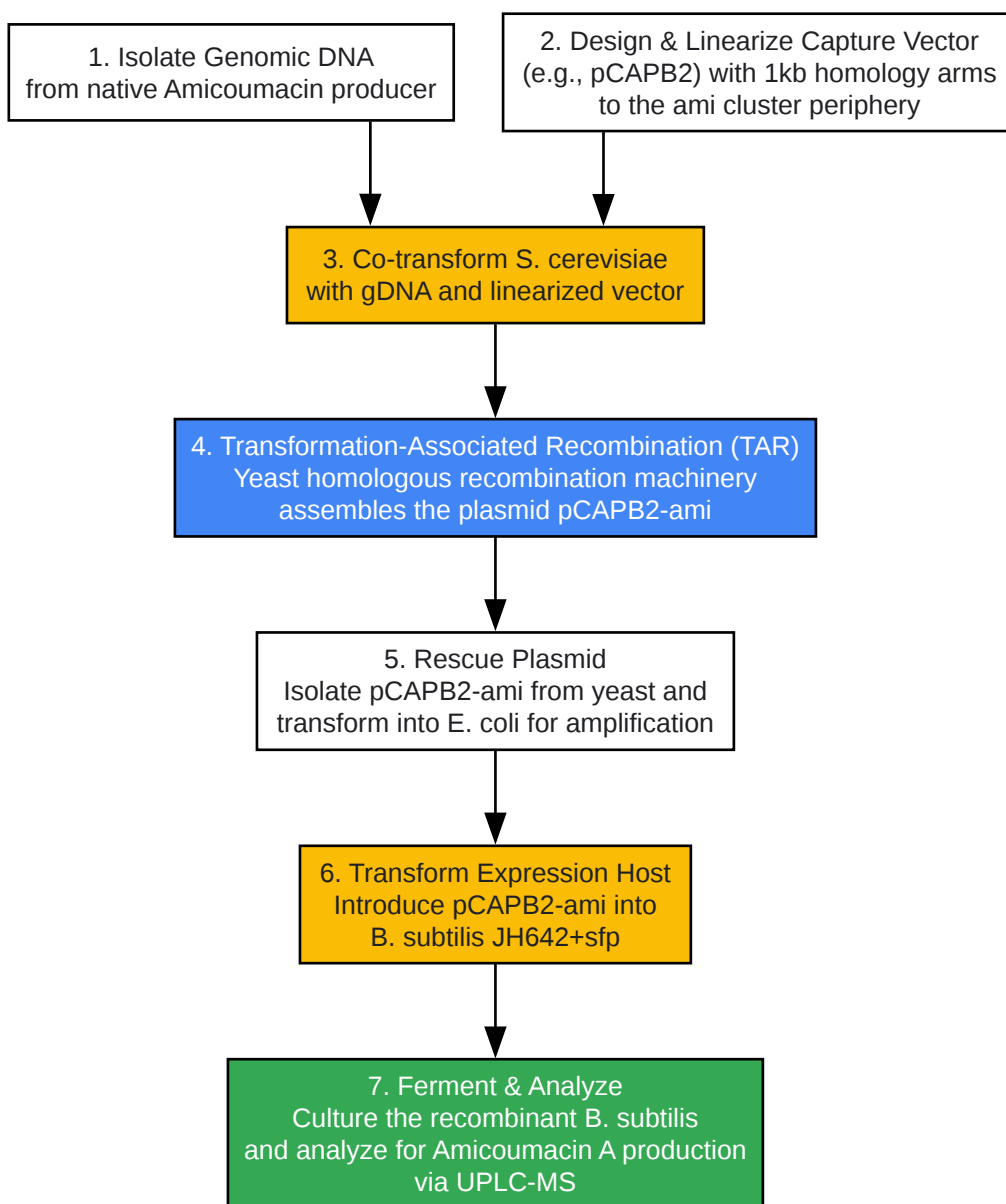 1. Isolate Genomic DNA
from native Amicoumacin producer
2. Design & Linearize Capture Vector
(e.g., pCAPB2) with 1kb homology arms
to the ami cluster periphery
3. Co-transform S. cerevisiae
with gDNA and linearized vector
4. Transformation-Associated Recombination (TAR)
Yeast homologous recombination machinery
assembles the plasmid pCAPB2-ami
5. Rescue Plasmid
Isolate pCAPB2-ami from yeast and
transform into E. coli for amplification
6. Transform Expression Host
Introduce pCAPB2-ami into
B. subtilis JH642+sfp
7. Ferment & Analyze
Culture the recombinant B. subtilis
and analyze for Amicoumacin A production
via UPLC-MS